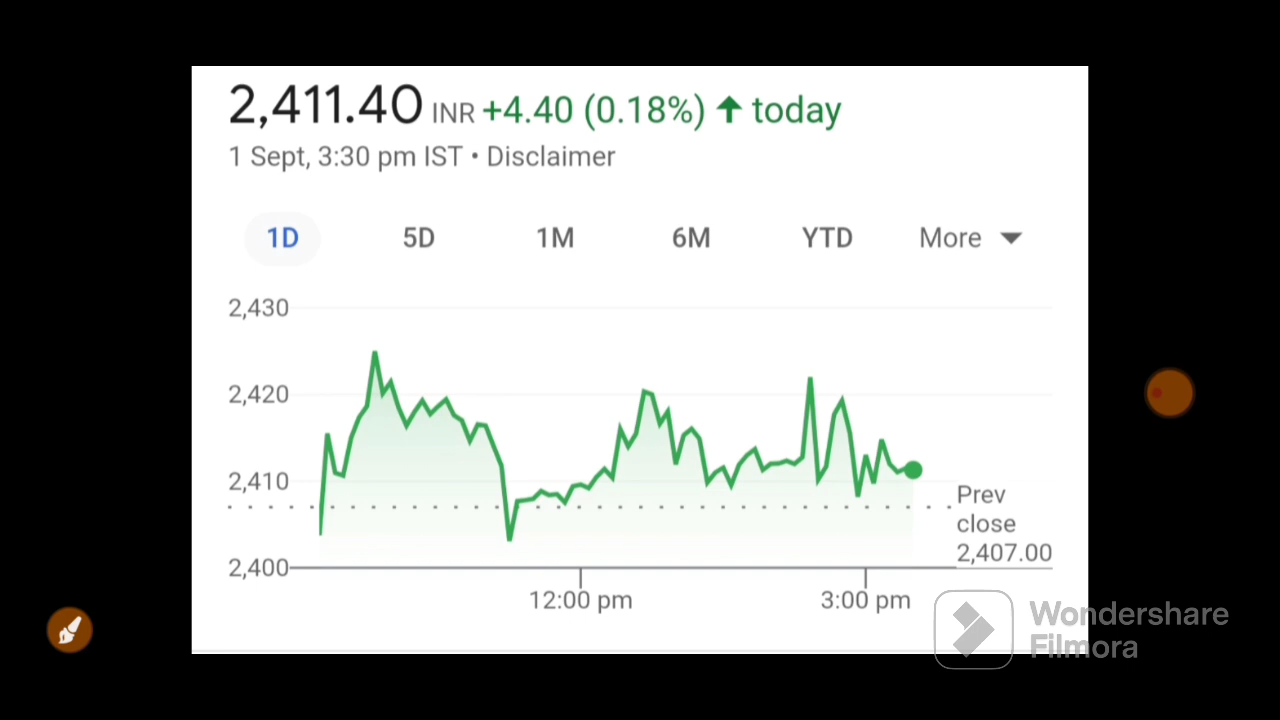 2,411.40 INR +4.40 (0.18%) ↑ today
1 Sept, 3:30 pm IST • Disclaimer
1D 5D 1M 6M YTD More
2,430
2,420
2,410
Prev
close
2,407.00
2,400
12:00 pm 3:00 pm
Wondershare
Filmora